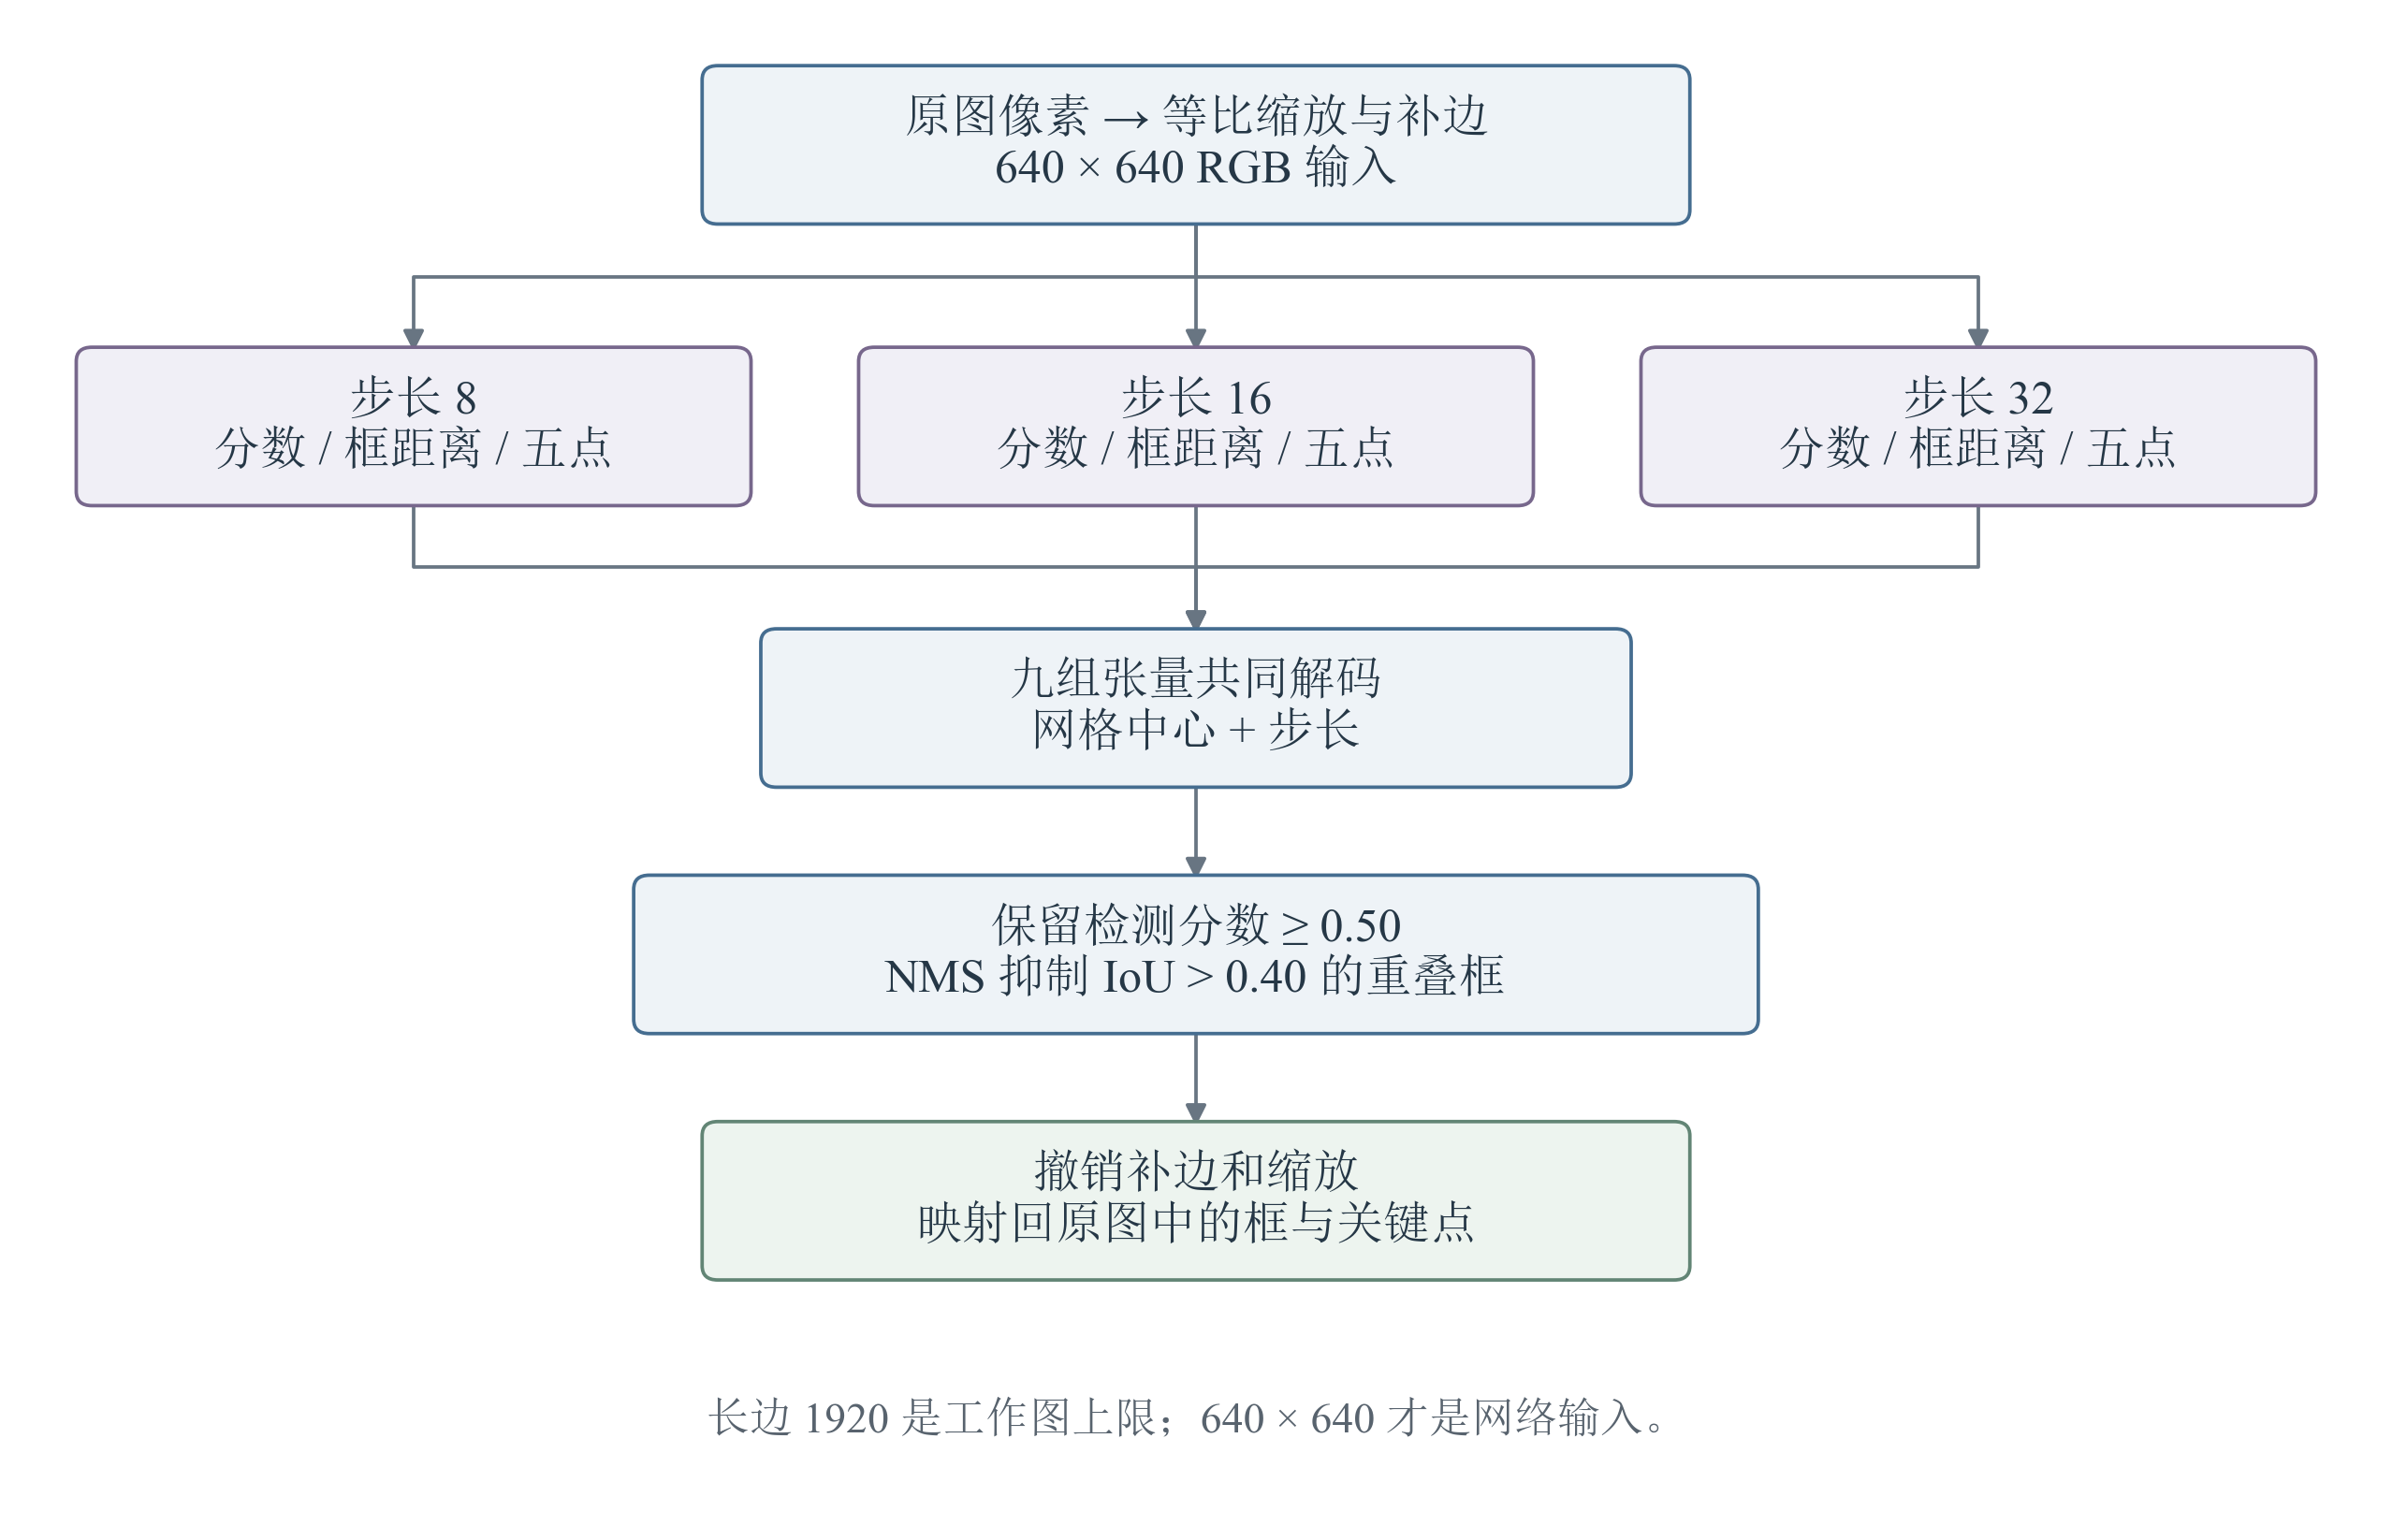 原图像素 → 等比缩放与补边
640 × 640 RGB 输入
步长 8
分数 / 框距离 / 五点
步长 16
分数 / 框距离 / 五点
步长 32
分数 / 框距离 / 五点
九组张量共同解码
网格中心 + 步长
保留检测分数 ≥ 0.50
NMS 抑制 IoU > 0.40 的重叠框
撤销补边和缩放
映射回原图中的框与关键点
长边 1920 是工作图上限；640 × 640 才是网络输入。